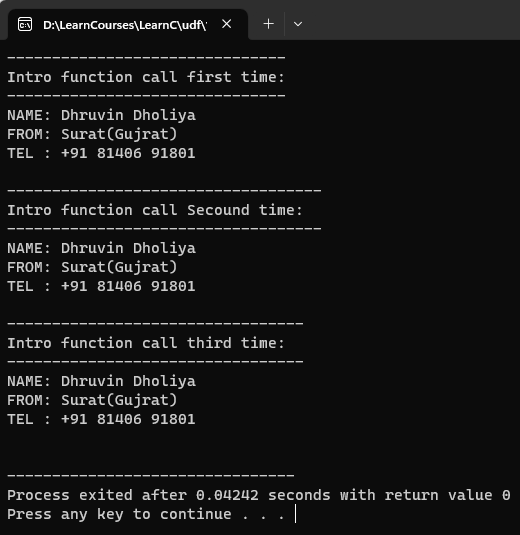 D:\LearnCourses\LearnC\udf\
-------------------------------
Intro function call first time:
-------------------------------
NAME: Dhruvin Dholiya
FROM: Surat(Gujrat)
TEL : +91 81406 91801
-----------------------------------
Intro function call Secound time:
-----------------------------------
NAME: Dhruvin Dholiya
FROM: Surat(Gujrat)
TEL : +91 81406 91801
---------------------------------
Intro function call third time:
---------------------------------
NAME: Dhruvin Dholiya
FROM: Surat(Gujrat)
TEL : +91 81406 91801
--------------------------------
Process exited after 0.04242 seconds with return value 0
Press any key to continue . . .